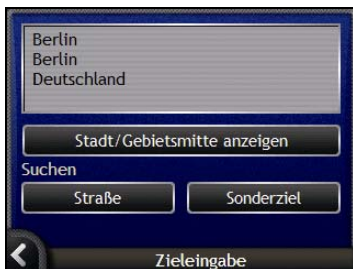 Berlin
Berlin
Deutschland
Stadt/Gebietsmitte anzeigen
Suchen
Straße Sonderziel
Zieleingabe